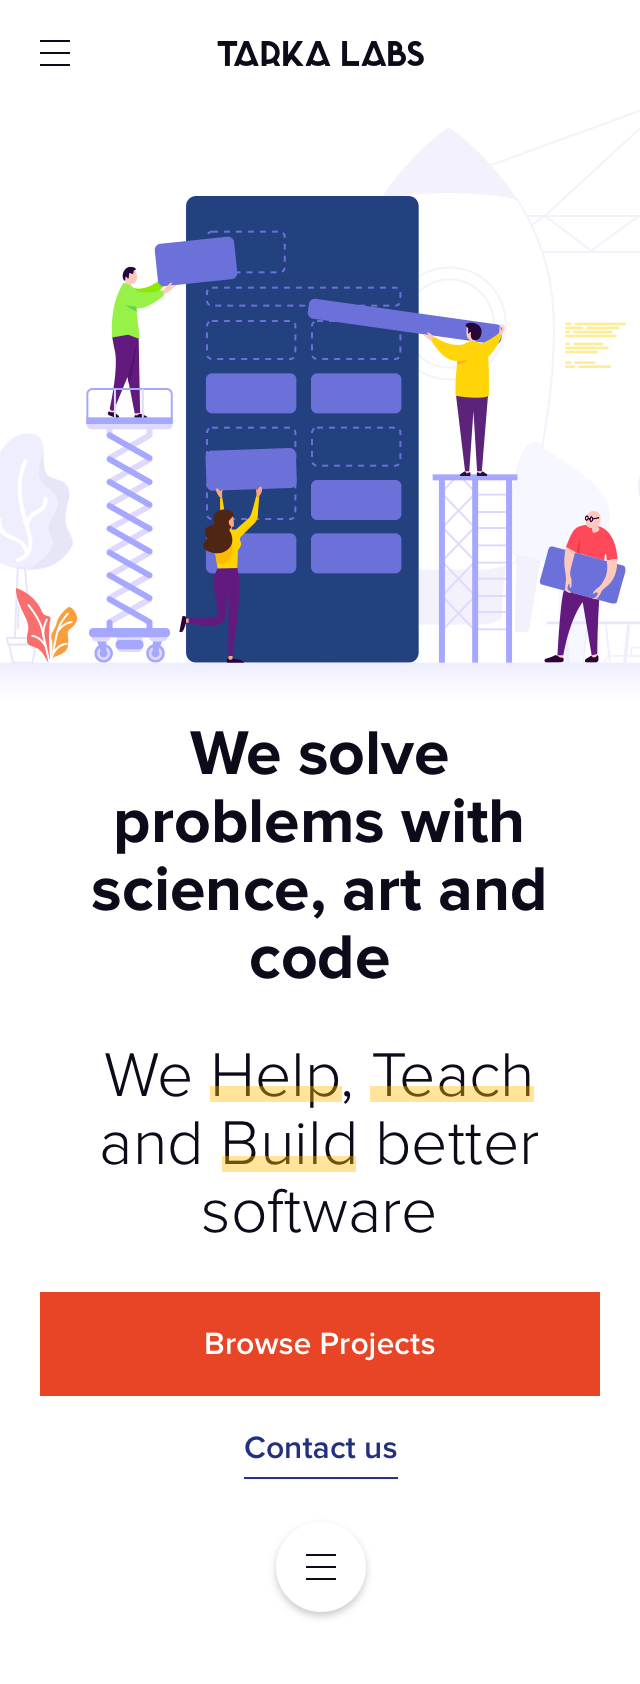 TARKA LABS
We solve
problems with
science, art and
code
We Help, Teach
and Build better
software
Browse Projects
Contact us